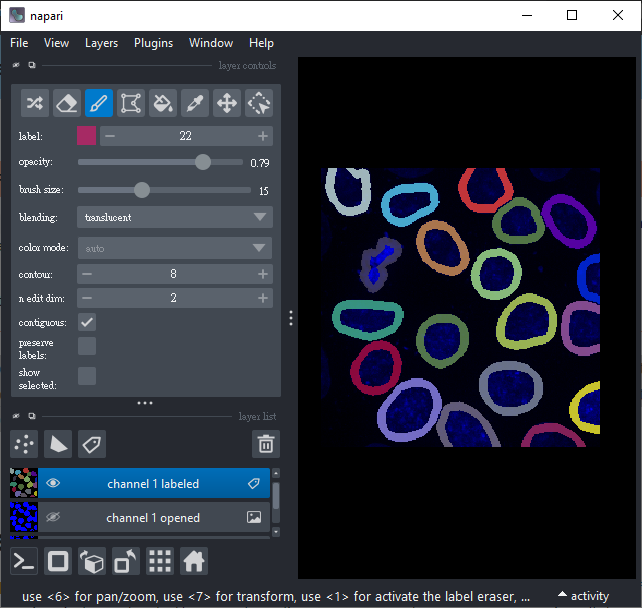 napari
File View Layers Plugins Window Help
layer controls
label: 22
opacity: 0.79
brush size: 15
blending: translucent
color mode: auto
contour: 8
n edit dim: 2
contiguous:
preserve
labels:
show
selected:
layer list
channel 1 labeled
channel 1 opened
use <6> for pan/zoom, use <7> for transform, use <1> for activate the label eraser, ... activity